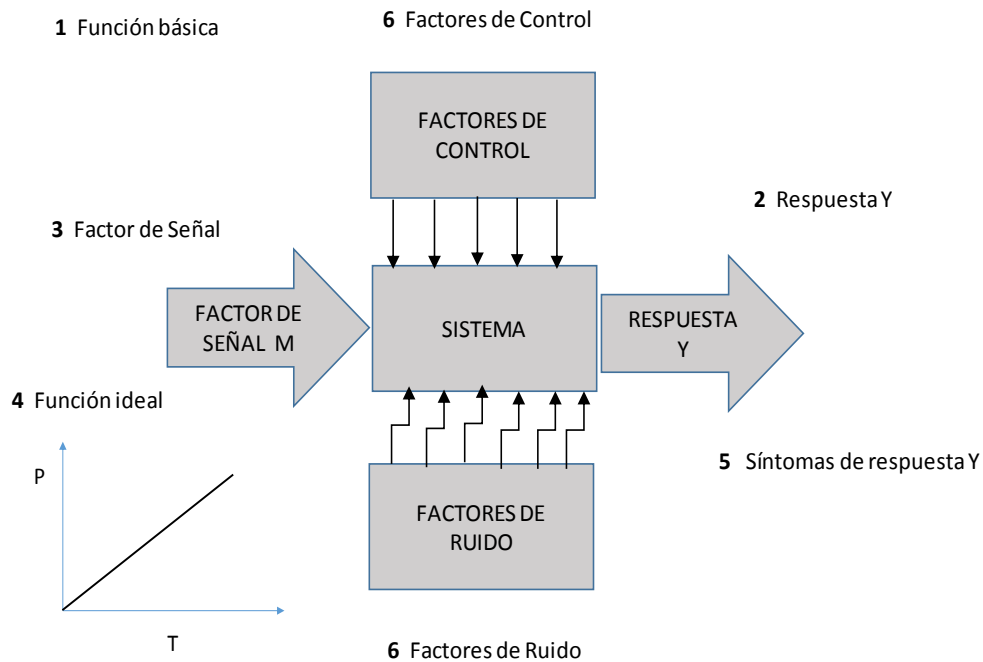 1 Función básica
6 Factores de Control
FACTORES DE
CONTROL
2 Respuesta Y
3 Factor de Señal
FACTOR DE
SEÑAL M
SISTEMA
RESPUESTA
Y
4 Función ideal
P
T
5 Síntomas de respuesta Y
FACTORES DE
RUIDO
6 Factores de Ruido